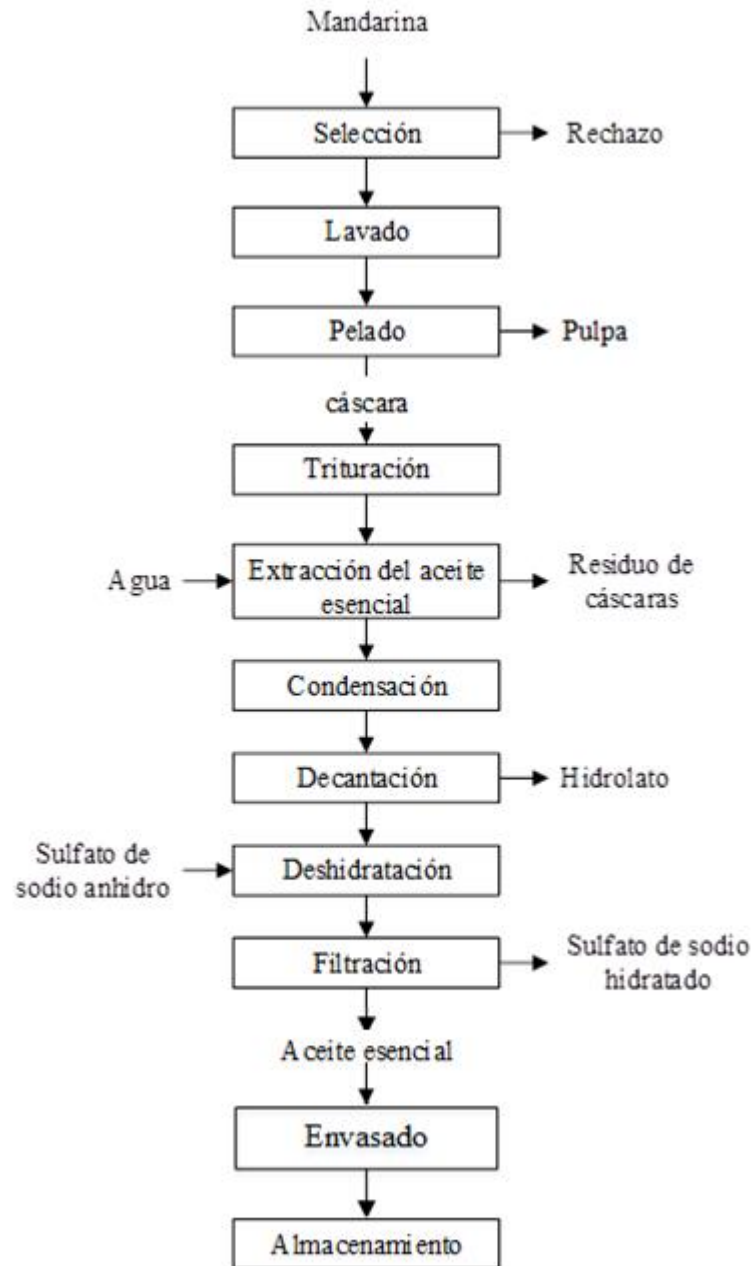 Mandarina
Selección
Rechazo
Lavado
Pelado
Pulpa
cáscara
Trituración
Agua
Extracción del aceite
esencial
Residuo de
cáscaras
Condensación
Decantación
Hidrolato
Sulfato de
sodio anhidro
Deshidratación
Filtración
Sulfato de sodio
hidratado
Aceite esencial
Envasado
Almacenamiento